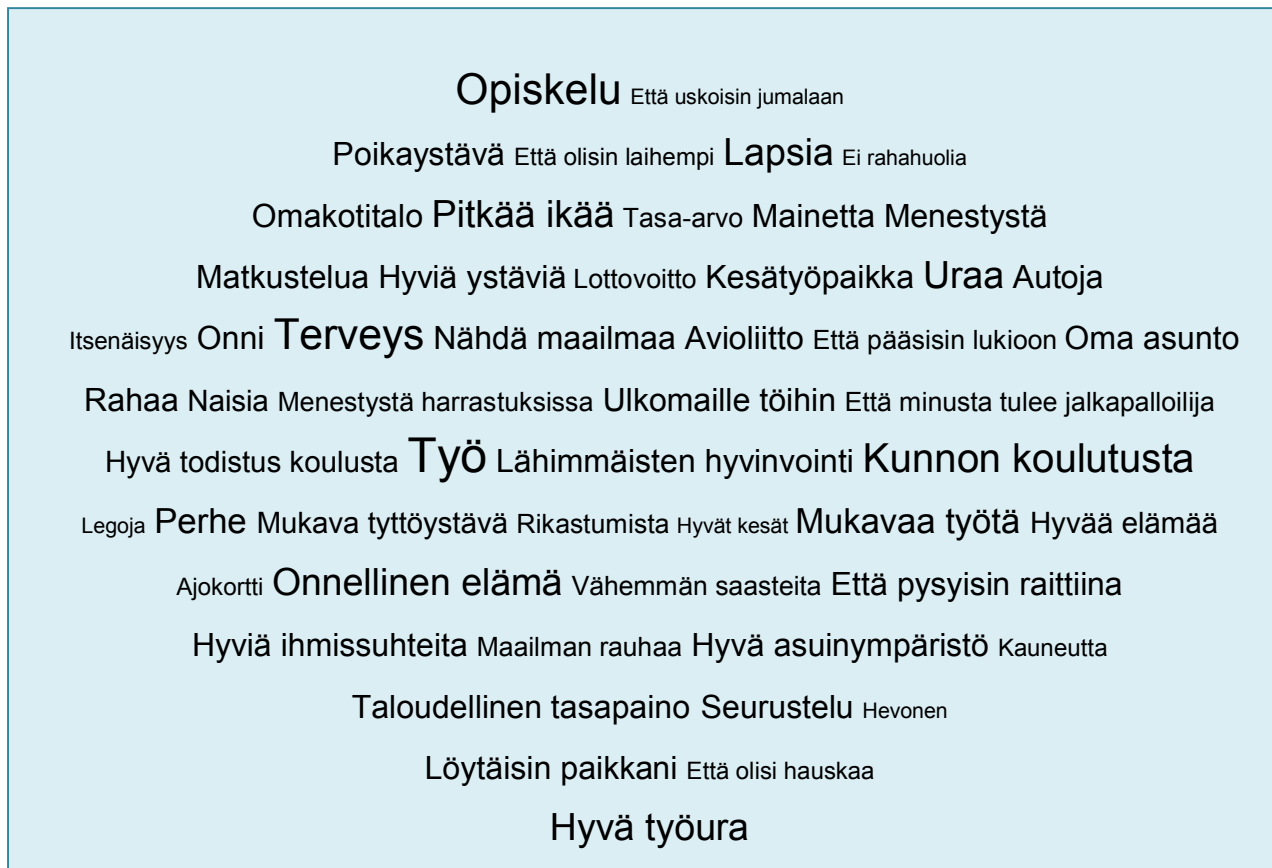 Opiskelu Että uskoisin jumalaan
Poikaystävä Että olisin laihempi Lapsia Ei rahahuolia
Omakotitalo Pitkää ikää Tasa-arvo Mainetta Menestystä
Matkustelua Hyviä ystäviä Lottovoitto Kesätyöpaikka Uraa Autoja
Itsenäisyys Onni Terveys Nähdä maailmaa Avioliitto Että pääsisin lukioon Oma asunto
Rahaa Naisia Menestystä harrastuksissa Ulkomaille töihin Että minusta tulee jalkapalloilija
Hyvä todistus koulusta Työ Lähimmäisten hyvinvointi Kunnon koulutusta
Legoja Perhe Mukava tyttöystävä Rikastumista Hyvät kesät Mukavaa työtä Hyvää elämää
Ajokortti Onnellinen elämä Vähemmän saasteita Että pysyisin raittiina
Hyviä ihmissuhteita Maailman rauhaa Hyvä asuinympäristö Kauneutta
Taloudellinen tasapaino Seurustelu Hevonen
Löytäisin paikkani Että olisi hauskaa
Hyvä työura